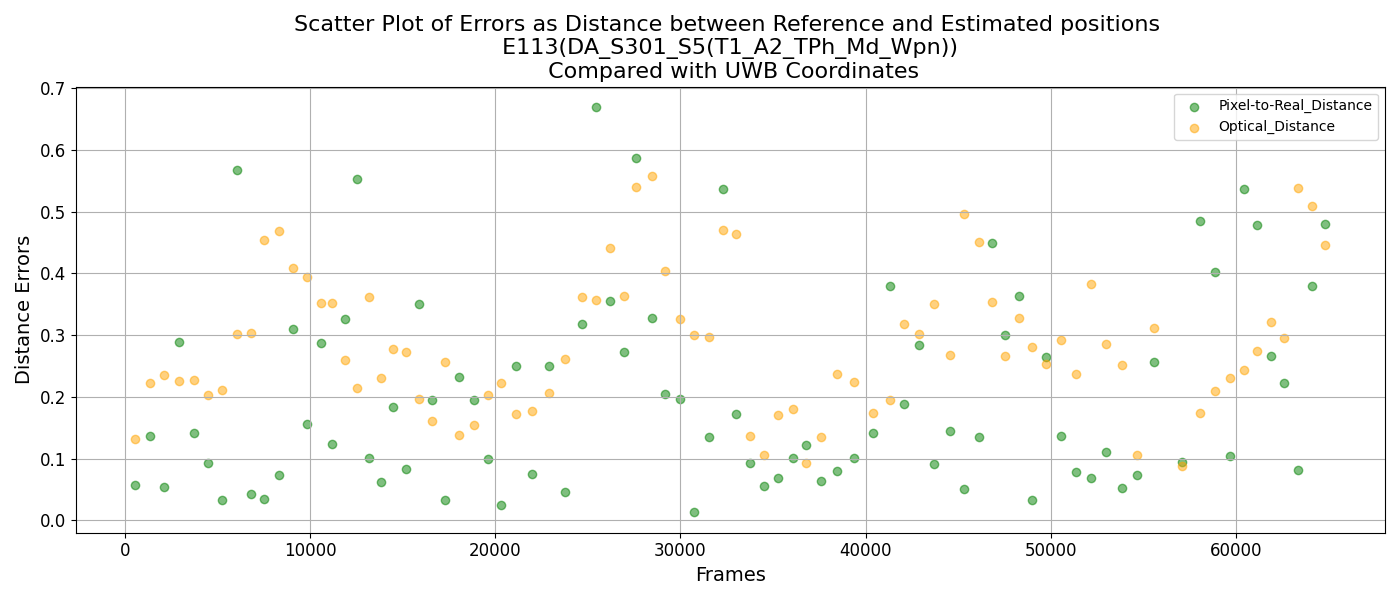 Scatter Plot of Errors as Distance between Reference and Estimated positions
E113(DA_S301_S5(T1_A2_TPh_Md_Wpn))
Compared with UWB Coordinates
Pixel-to-Real_Distance
Optical_Distance
Distance Errors
0.7
0.6
0.5
0.4
0.3
0.2
0.1
0.0
0 10000 20000 30000 40000 50000 60000
Frames